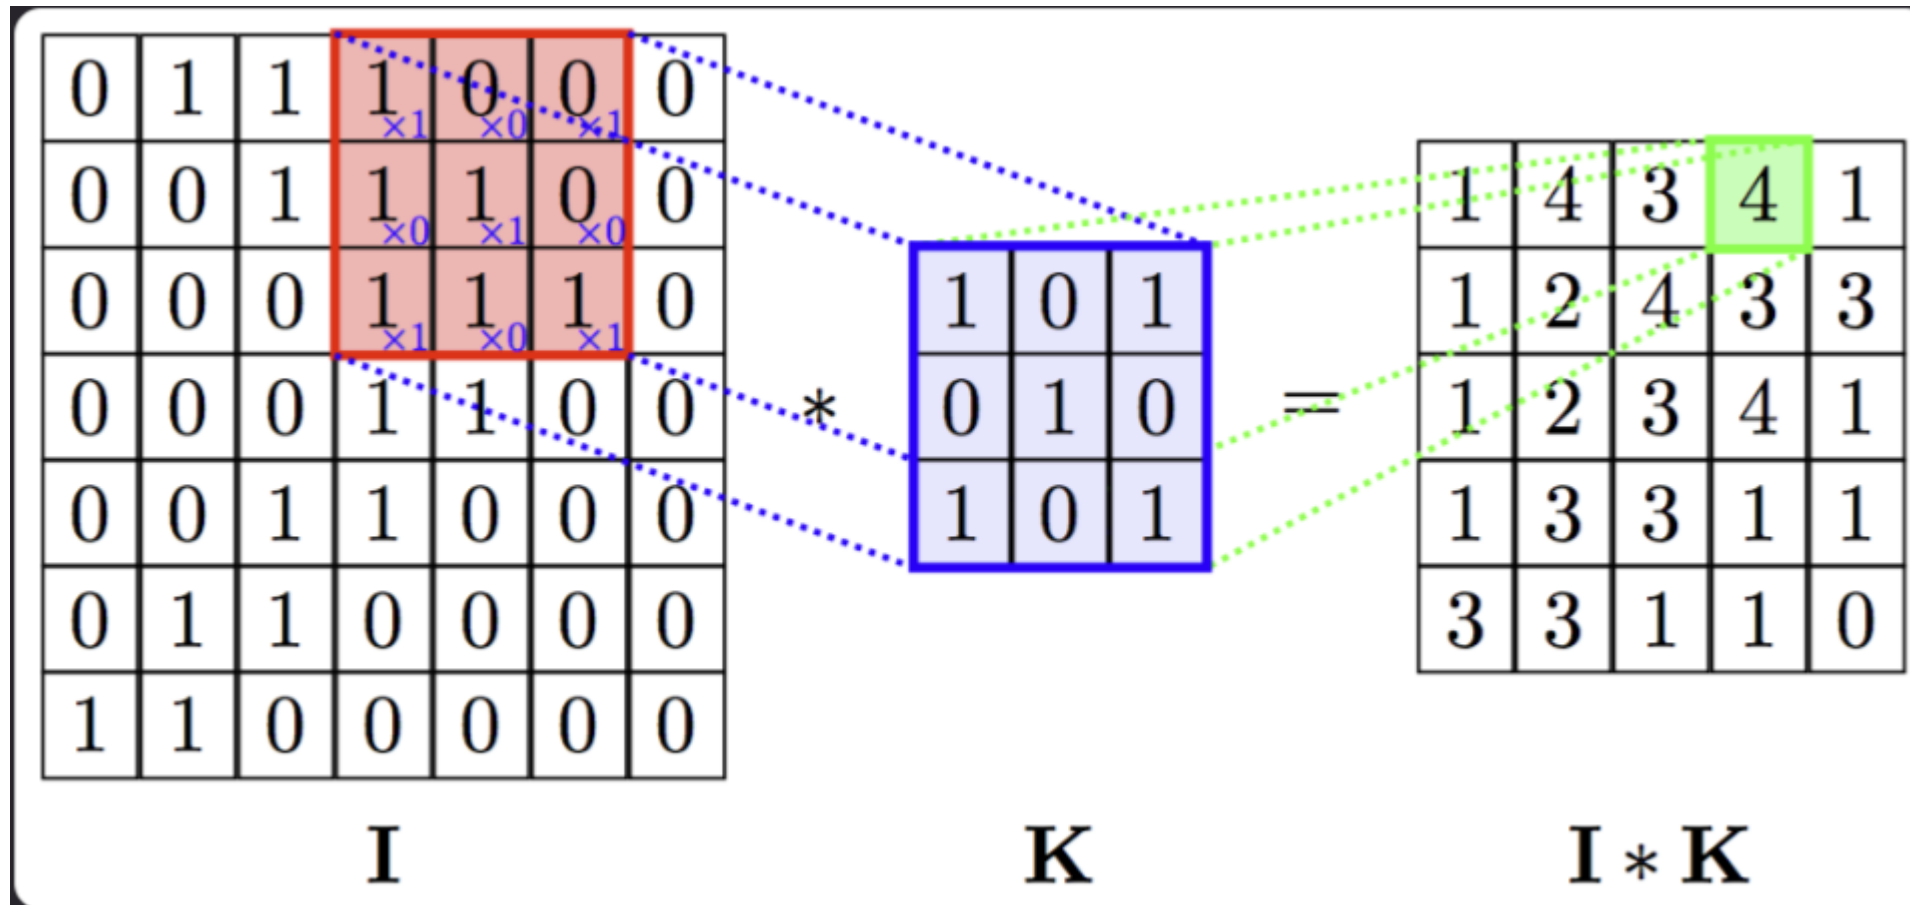 0 1 1 1 0 0 0
×1 ×0 ×1
0 0 1 1 1 0 0
×0 ×1 ×0
0 0 0 1 1 1 0
×1 ×0 ×1
0 0 0 1 1 0 0
0 0 1 1 0 0 0
0 1 1 0 0 0 0
1 1 0 0 0 0 0
I
*
1 0 1
0 1 0
1 0 1
K
=
1 4 3 4 1
1 2 4 3 3
1 2 3 4 1
1 3 3 1 1
3 3 1 1 0
I * K